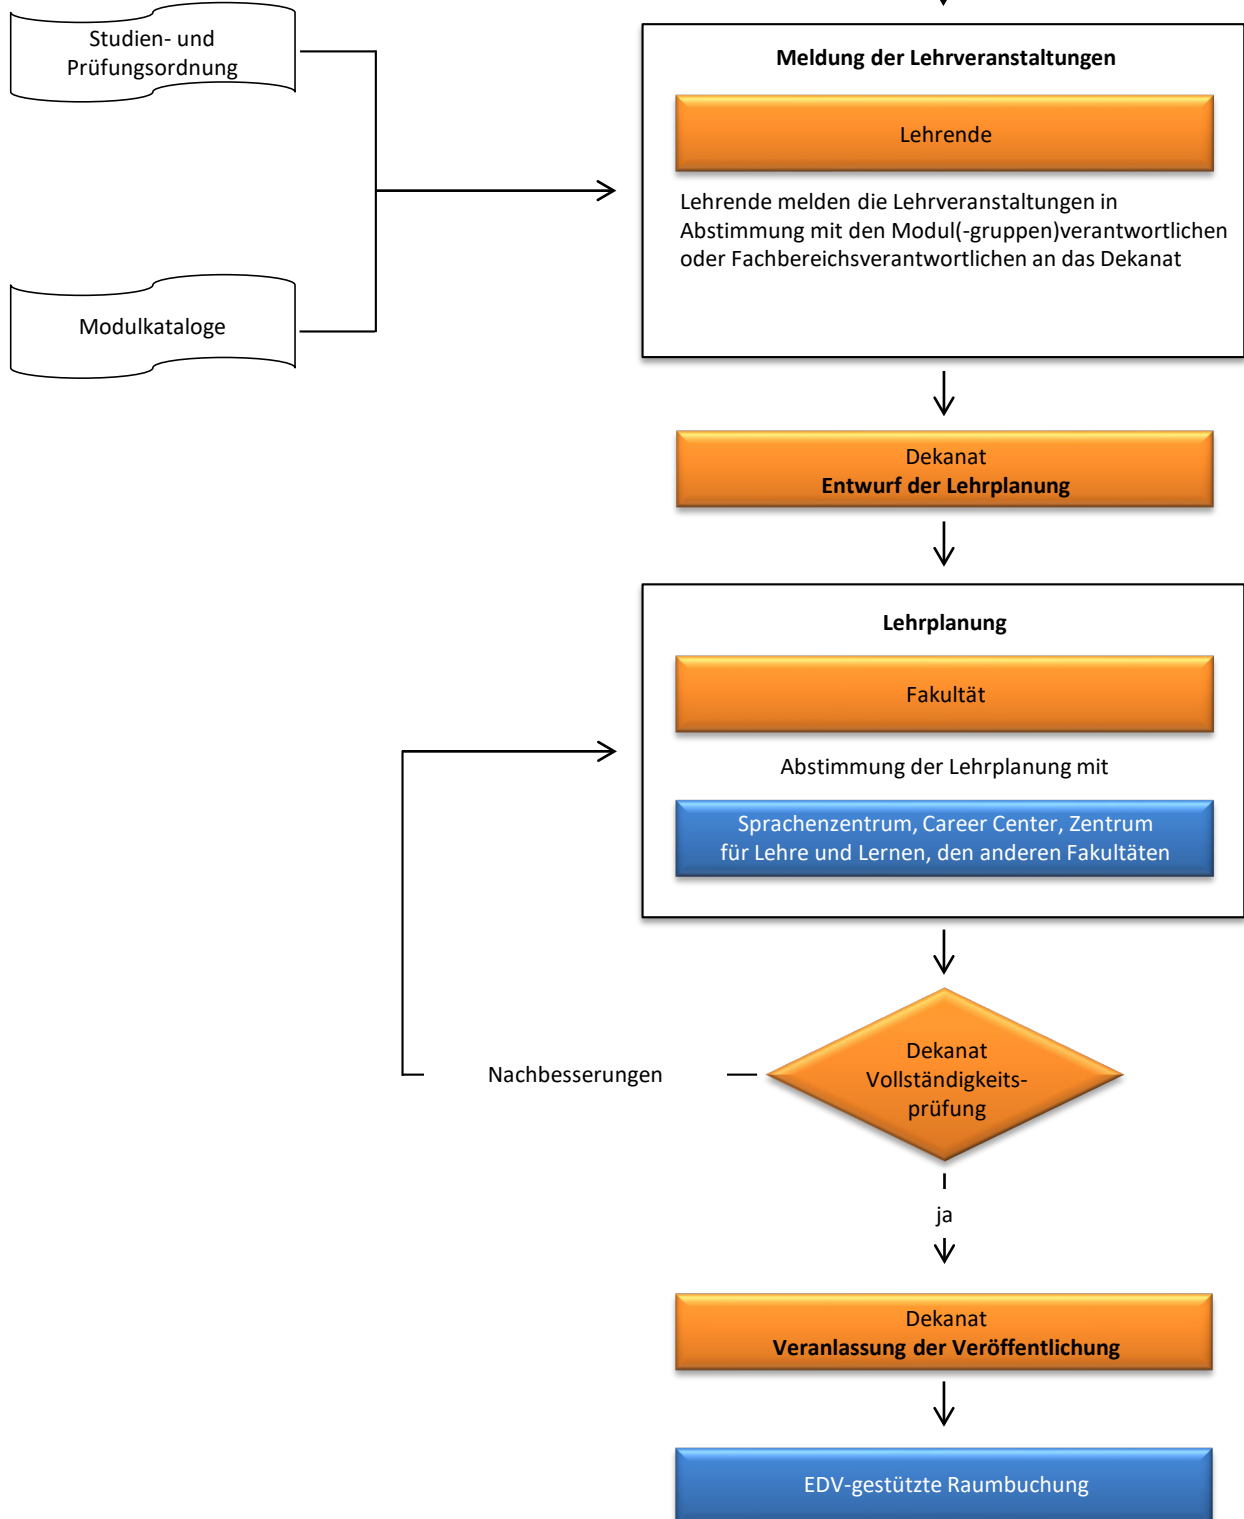 Studien- und
Prüfungsordnung
Modulkataloge
Meldung der Lehrveranstaltungen
Lehrende
Lehrende melden die Lehrveranstaltungen in
Abstimmung mit den Modul(-gruppen)verantwortlichen
oder Fachbereichsverantwortlichen an das Dekanat
Dekanat
Entwurf der Lehrplanung
Lehrplanung
Fakultät
Abstimmung der Lehrplanung mit
Sprachenzentrum, Career Center, Zentrum
für Lehre und Lernen, den anderen Fakultäten
Nachbesserungen
Dekanat
Vollständigkeits-
prüfung
ja
Dekanat
Veranlassung der Veröffentlichung
EDV-gestützte Raumbuchung